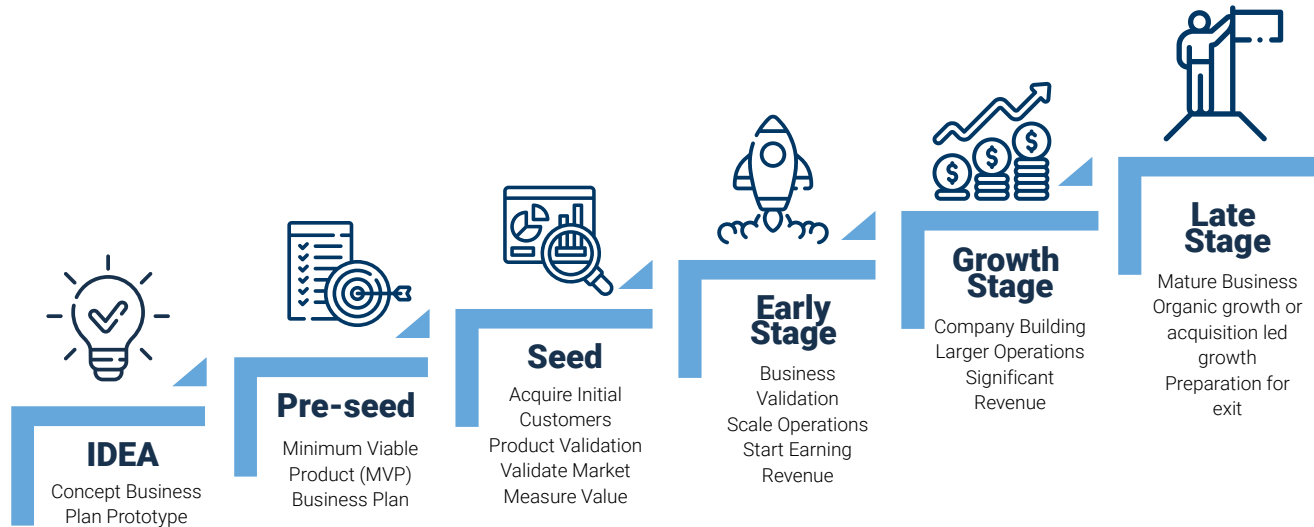 IDEA
Concept Business
Plan Prototype
Pre-seed
Minimum Viable
Product (MVP)
Business Plan
Seed
Acquire Initial
Customers
Product Validation
Validate Market
Measure Value
Early
Stage
Business
Validation
Scale Operations
Start Earning
Revenue
$
$
$
Growth
Stage
Company Building
Larger Operations
Significant
Revenue
Late
Stage
Mature Business
Organic growth or
acquisition led
growth
Preparation for
exit